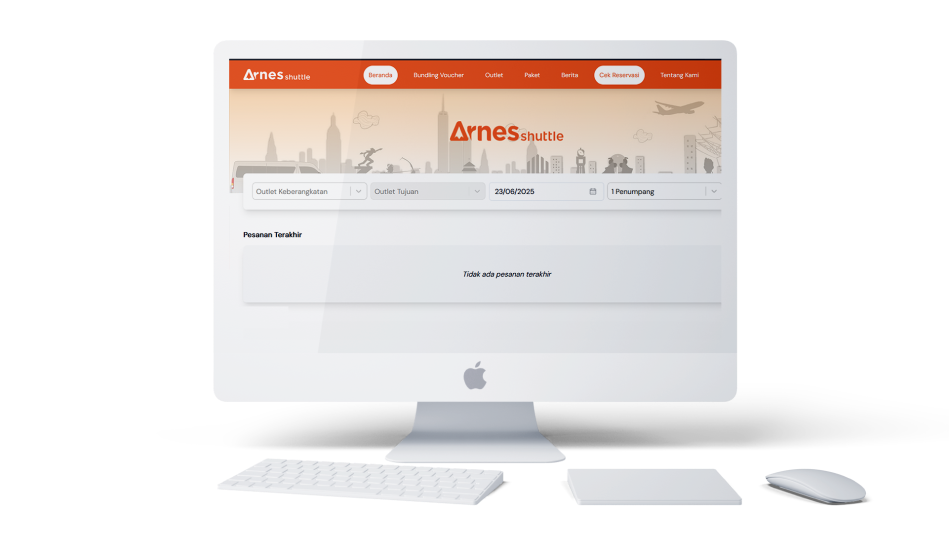 Arnes shuttle
Beranda
Bundling Voucher
Outlet
Paket
Berita
Cek Reservasi
Tentang Kami
Arnes shuttle
Outlet Keberangkatan
Outlet Tujuan
23/06/2025
1 Penumpang
Pesanan Terakhir
Tidak ada pesanan terakhir